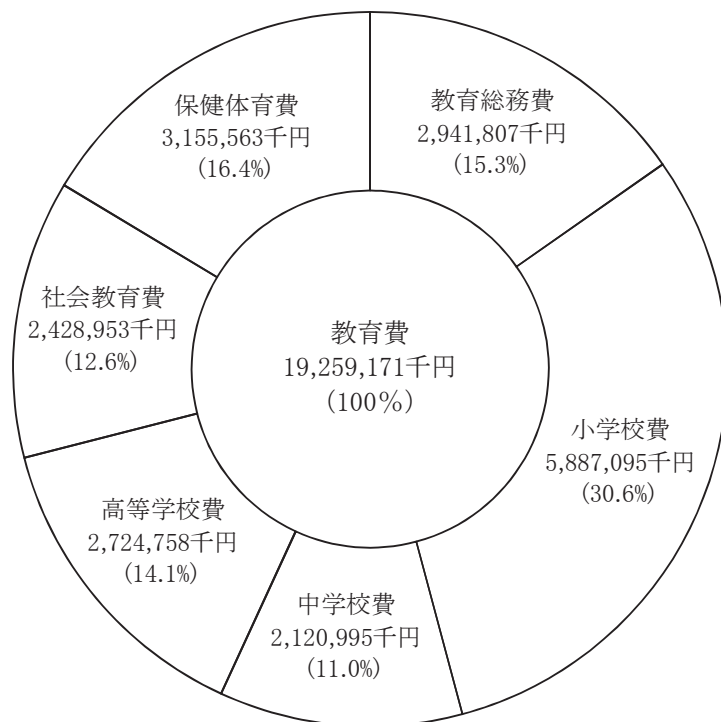 保健体育費
3,155,563千円
(16.4%)
教育総務費
2,941,807千円
(15.3%)
社会教育費
2,428,953千円
(12.6%)
教育費
19,259,171千円
(100％)
小学校費
5,887,095千円
(30.6%)
高等学校費
2,724,758千円
(14.1%)
中学校費
2,120,995千円
(11.0%)